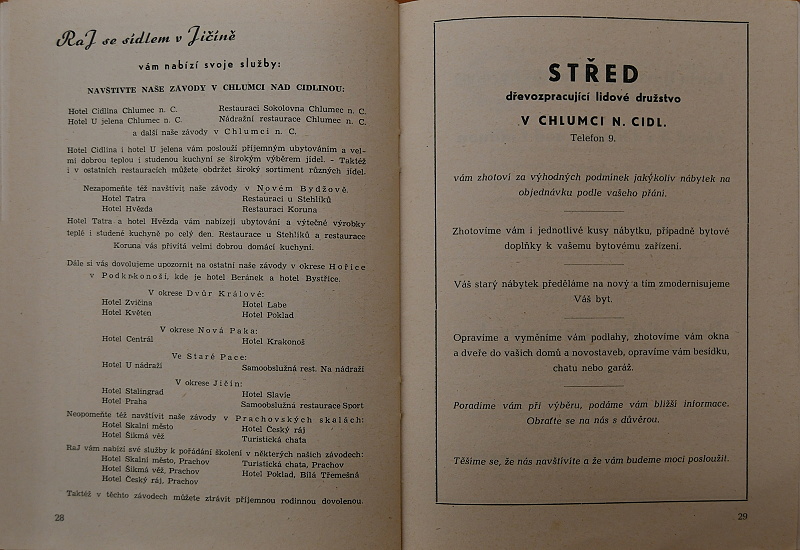 RaJ se sídlem v Jičíně
vám nabízí svoje služby:
NAVŠTIVTE NAŠE ZÁVODY V CHLUMCI NAD CIDLINOU:
Hotel Cidlina Chlumec n. C. Restauraci Sokolovna Chlumec n. C.
Hotel U jelena Chlumec n. C. Nádražní restaurace Chlumec n. C.
a další naše závody v Chlumci n. C.
Hotel Cidlina i hotel U jelena vám poslouží příjemným ubytováním a vel-
mi dobrou teplou i studenou kuchyní se širokým výběrem jídel. - Taktéž
i v ostatních restauracích můžete obdržet široký sortiment různých jídel.
Nezapomeňte též navštívit naše závody v Novém Bydžově.
Hotel Tatra Restauraci u Stehlíků
Hotel Hvězda Restauraci Koruna
Hotel Tatra a hotel Hvězda vám nabízejí ubytování a výtečné výrobky
teplé i studené kuchyně po celý den. Restaurace u Stehlíků a restaurace
Koruna vás přivítá velmi dobrou domácí kuchyní.
Dále si vás dovolujeme upozornit na ostatní naše závody v okrese Hořice
v Podkrkonoší, kde je hotel Beránek a hotel Bystřice.
V okrese Dvůr Králové:
Hotel Zvičina Hotel Labe
Hotel Květen Hotel Poklad
V okrese Nová Paka:
Hotel Centrál Hotel Krakonoš
Ve Staré Pace:
Hotel U nádraží Samoobslužná rest. Na nádraží
V okrese Jičín:
Hotel Stalingrad Hotel Slavie
Hotel Praha Samoobslužná restaurace Sport
Neopomeňte též navštívit naše závody v Prachovských skalách:
Hotel Skalní město Hotel Český ráj
Hotel Šikmá věž Turistická chata
RaJ vám nabízí své služby k pořádání školení v některých našich závodech:
Hotel Skalní město, Prachov Turistická chata, Prachov
Hotel Šikmá věž, Prachov Hotel Poklad, Bílá Třemešná
Hotel Český ráj, Prachov
Taktéž v těchto závodech můžete ztrávit příjemnou rodinnou dovolenou.
28
STŘED
dřevozpracující lidové družstvo
V CHLUMCI N. CIDL.
Telefon 9.
vám zhotoví za výhodných podmínek jakýkoliv nábytek na
objednávku podle vašeho přání.
Zhotovíme vám i jednotlivé kusy nábytku, případně bytové
doplňky k vašemu bytovému zařízení.
Váš starý nábytek předěláme na nový a tím zmodernisujeme
Váš byt.
Opravíme a vyměníme vám podlahy, zhotovíme vám okna
a dveře do vašich domů a novostaveb, opravíme vám besídku,
chatu nebo garáž.
Poradíme vám při výběru, podáme vám bližší informace.
Obraťte se na nás s důvěrou.
Těšíme se, že nás navštívíte a že vám budeme moci posloužit.
29